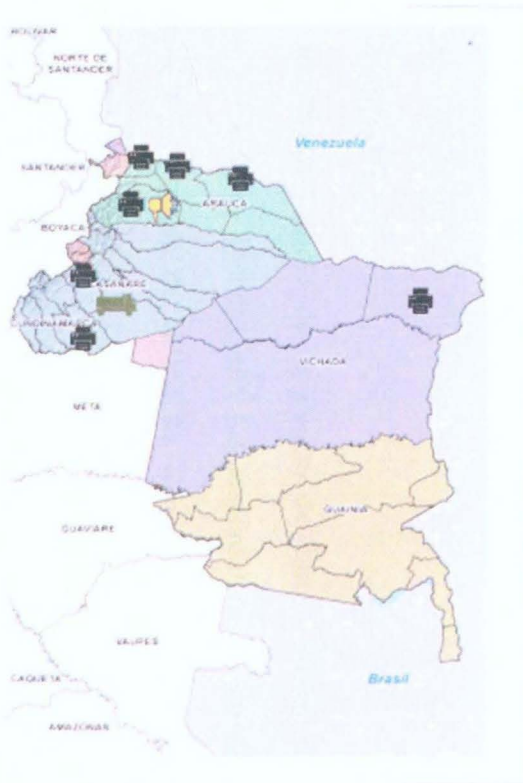 BOLIVAR
NORTE DE
SANTANDER
Venezuela
SANTANDER
ARAUCA
BOYACA
CASANARE
CUNDINAMARCA
VICHADA
META
GUAINIA
GUAVIARE
VAUPES
CAQUETA
Brasil
AMAZONAS